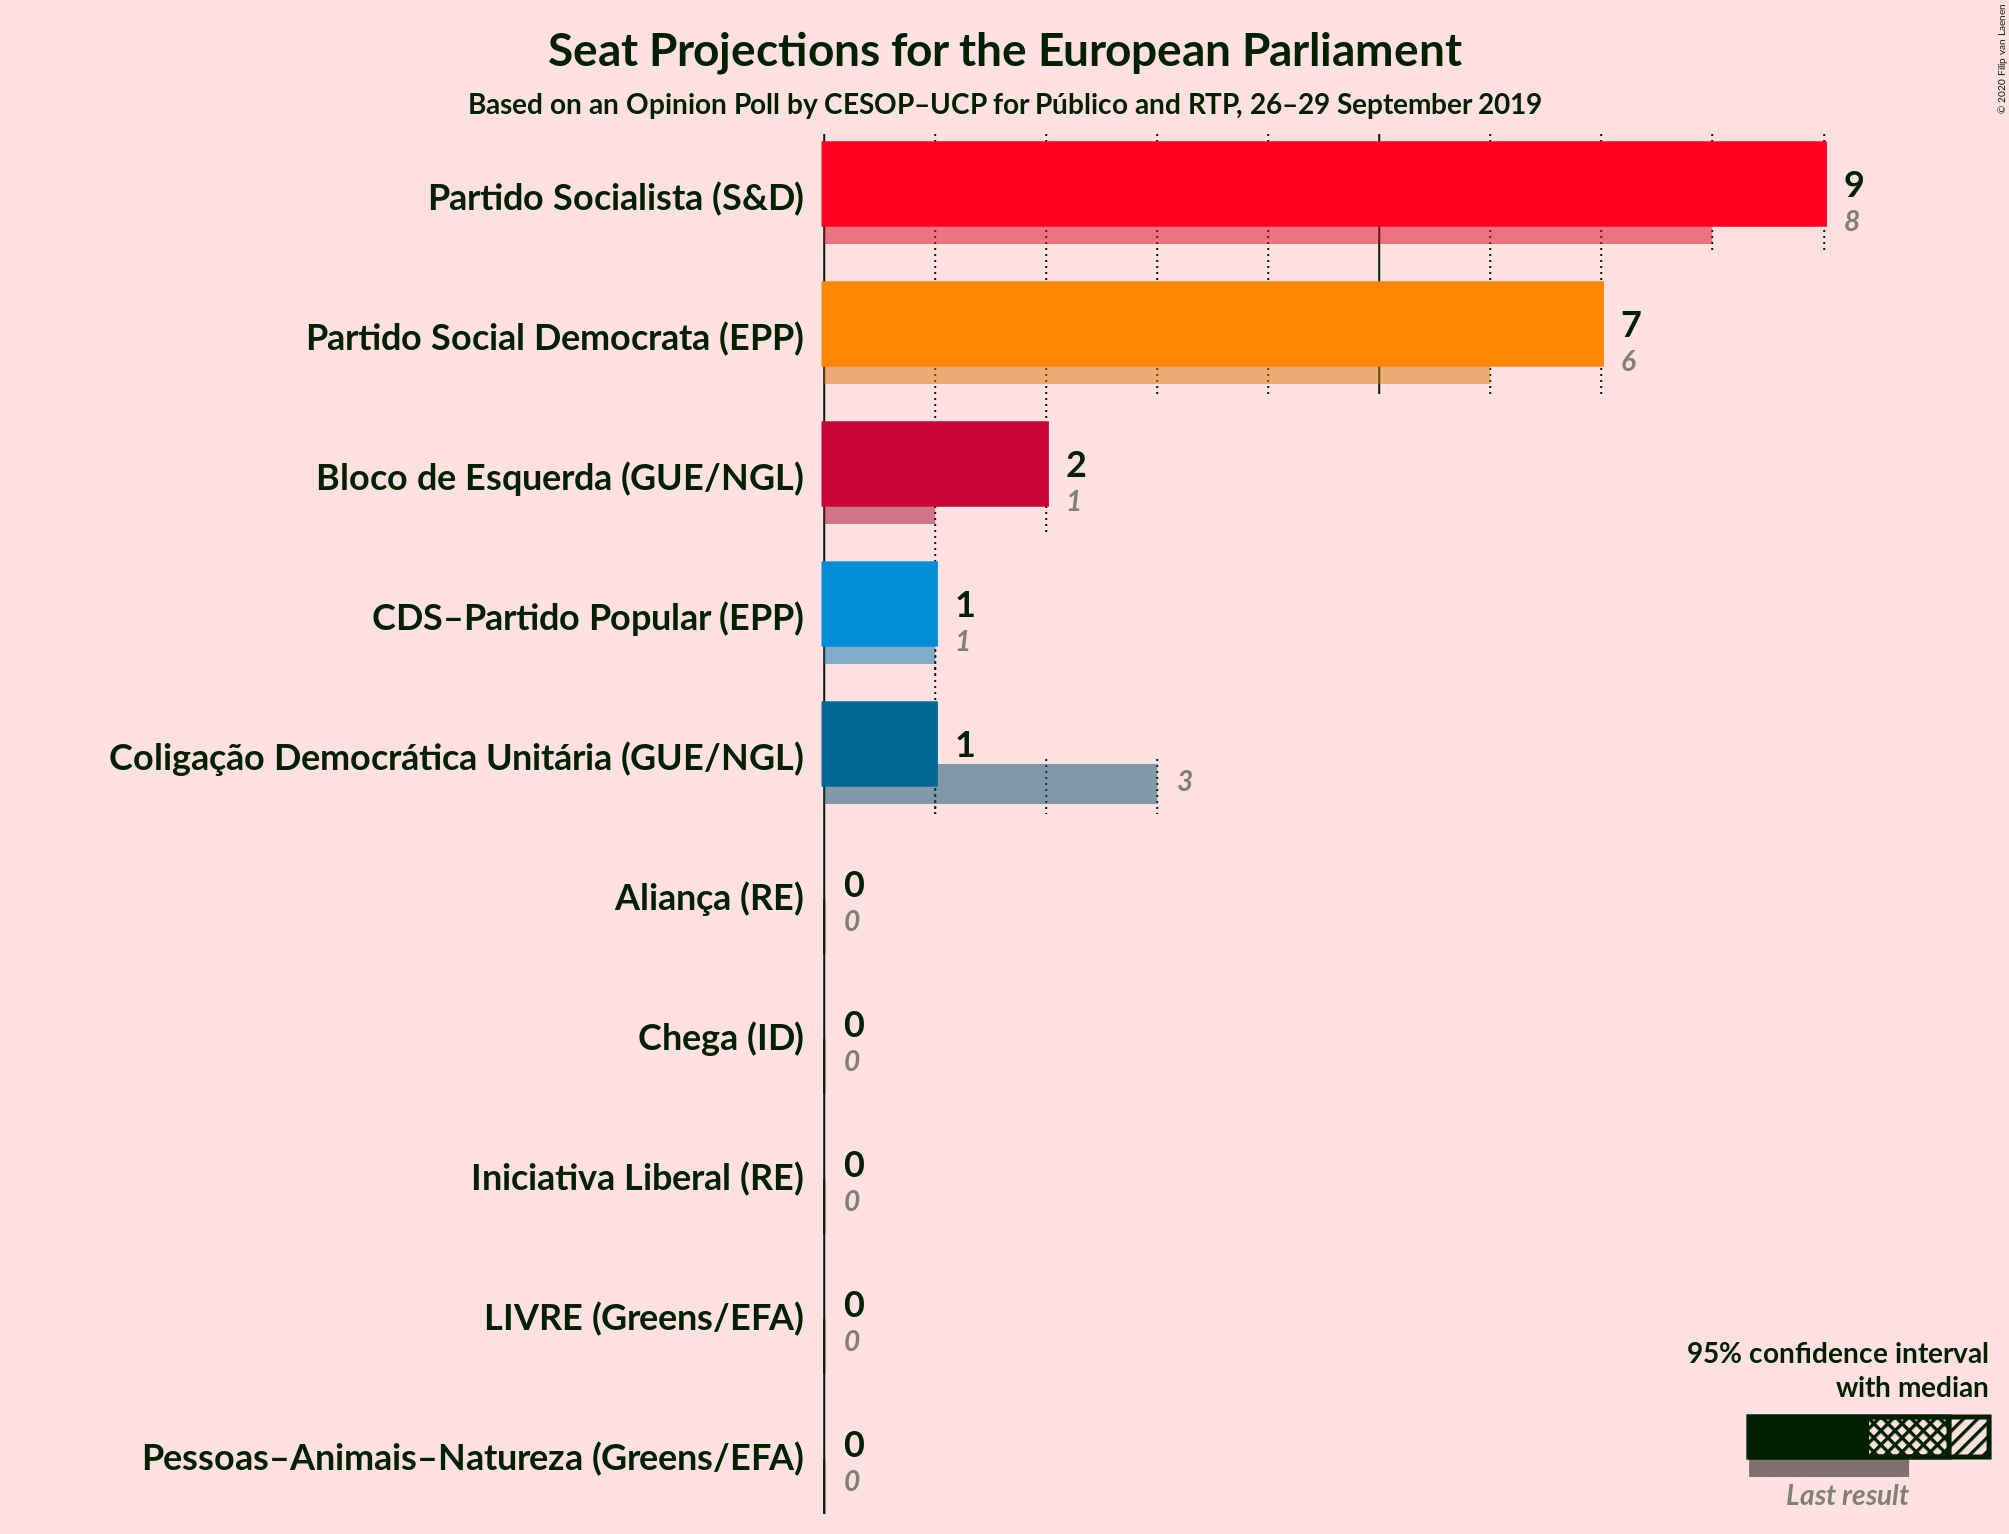 Seat Projections for the European Parliament
Based on an Opinion Poll by CESOP–UCP for Público and RTP, 26–29 September 2019
© 2020 Filip van Laenen
Partido Socialista (S&D)
9
8
Partido Social Democrata (EPP)
7
6
Bloco de Esquerda (GUE/NGL)
2
1
CDS–Partido Popular (EPP)
1
1
Coligação Democrática Unitária (GUE/NGL)
1
3
Aliança (RE)
0
0
Chega (ID)
0
0
Iniciativa Liberal (RE)
0
0
LIVRE (Greens/EFA)
0
0
Pessoas–Animais–Natureza (Greens/EFA)
0
0
95% confidence interval
with median
Last result